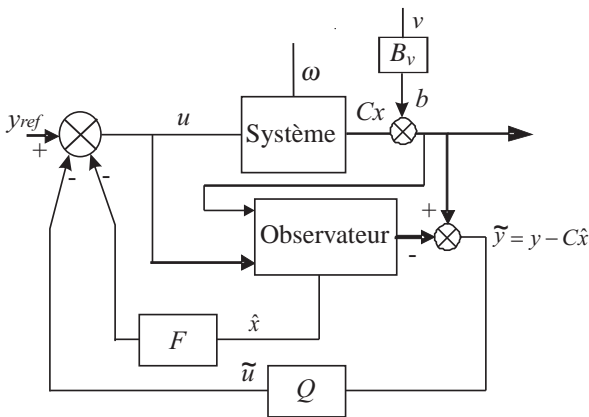 v
B_v
ω
y_ref
+
-
-
u
Système
Cx
b
Observateur
+
-
ỹ = y − Cx̂
F
x̂
ũ
Q